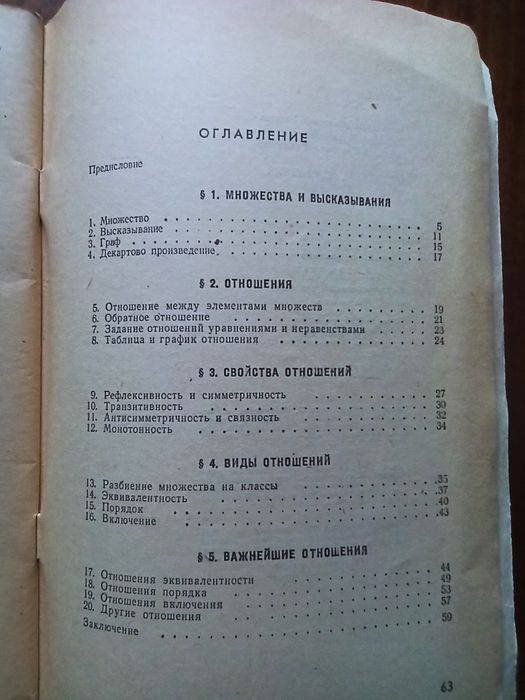 ОГЛАВЛЕНИЕ
Предисловие
§ 1. МНОЖЕСТВА И ВЫСКАЗЫВАНИЯ
1. Множество . . . . . . . . . . . . . . . . . . 5
2. Высказывание . . . . . . . . . . . . . . . . . . 11
3. Граф . . . . . . . . . . . . . . . . . . 15
4. Декартово произведение . . . . . . . . . . . . . . . . . . 17
§ 2. ОТНОШЕНИЯ
5. Отношение между элементами множеств . . . . . . . . . 19
6. Обратное отношение . . . . . . . . . . . . . . . 21
7. Задание отношений уравнениями и неравенствами . . . . . . 23
8. Таблица и график отношения . . . . . . . . . . . . 24
§ 3. СВОЙСТВА ОТНОШЕНИЙ
9. Рефлексивность и симметричность . . . . . . . . . . 27
10. Транзитивность . . . . . . . . . . . . . . . 30
11. Антисимметричность и связность . . . . . . . . . . . 32
12. Монотонность . . . . . . . . . . . . . . . . 34
§ 4. ВИДЫ ОТНОШЕНИЙ
13. Разбиение множества на классы . . . . . . . . . . . 35
14. Эквивалентность . . . . . . . . . . . . . . . 37
15. Порядок . . . . . . . . . . . . . . . . . . 40
16. Включение . . . . . . . . . . . . . . . . . 43
§ 5. ВАЖНЕЙШИЕ ОТНОШЕНИЯ
17. Отношения эквивалентности . . . . . . . . . . . . 44
18. Отношения порядка . . . . . . . . . . . . . . 49
19. Отношения включения . . . . . . . . . . . . . 53
20. Другие отношения . . . . . . . . . . . . . . . 57
Заключение . . . . . . . . . . . . . . . . . . 59
63